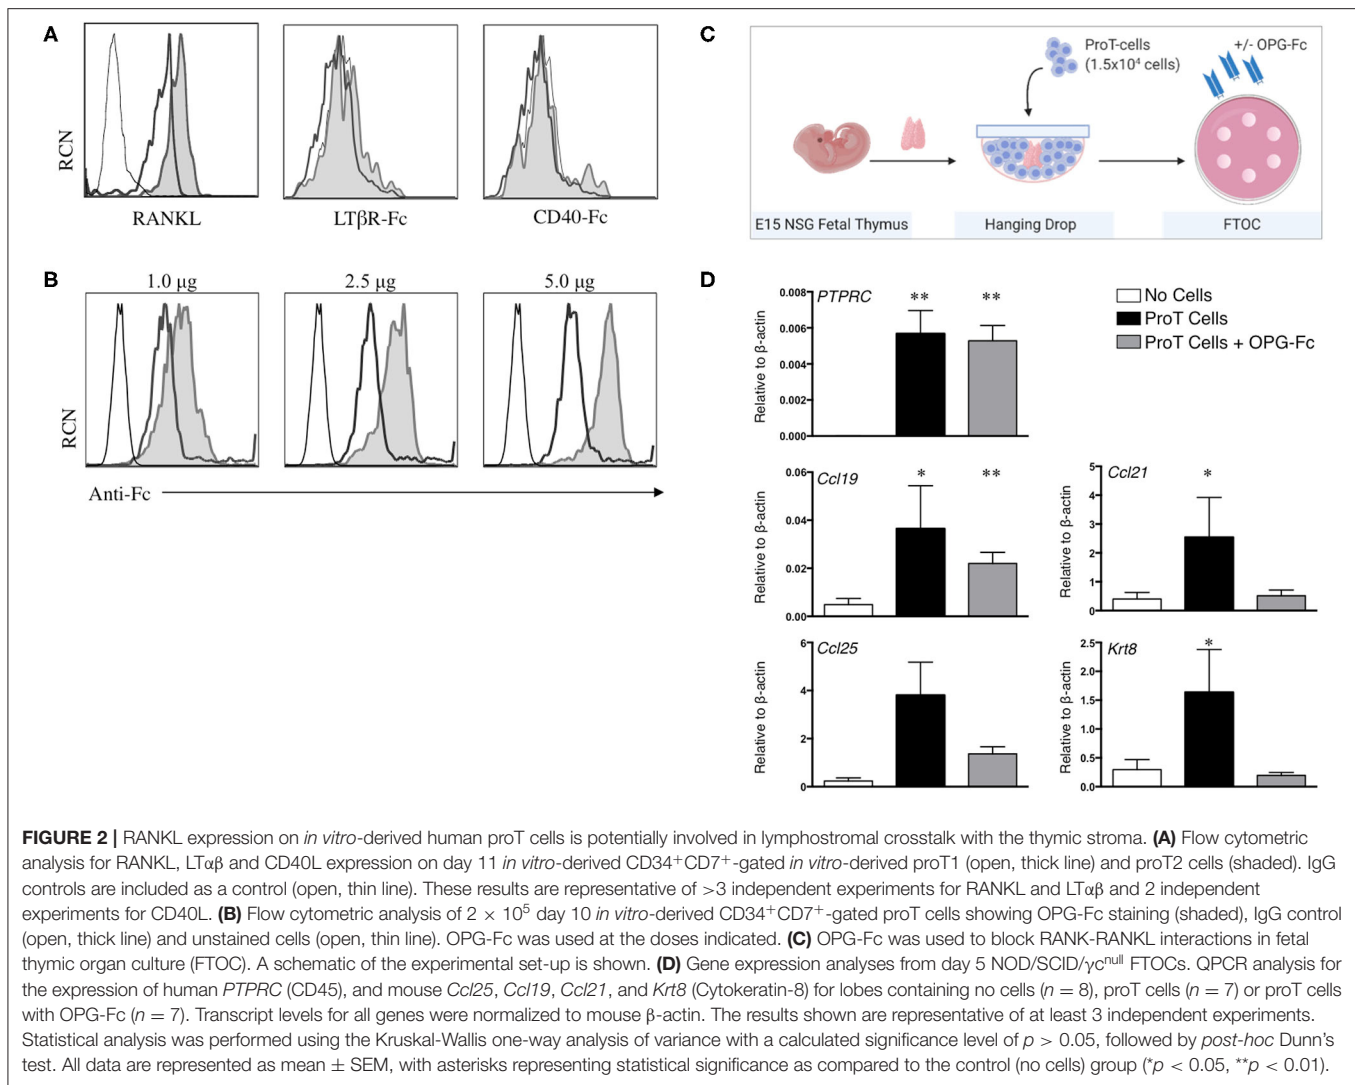 A
RCN
RANKL
LTβR-Fc
CD40-Fc
B
1.0 μg
2.5 μg
5.0 μg
RCN
Anti-Fc
C
ProT-cells
(1.5x10⁴ cells)
+/- OPG-Fc
E15 NSG Fetal Thymus
Hanging Drop
FTOC
D
No Cells
ProT Cells
ProT Cells + OPG-Fc
PTPRC
Relative to β-actin
0.008
0.006
0.004
0.002
0.000
**
**
Ccl19
Relative to β-actin
0.06
0.04
0.02
0.00
*
**
Ccl21
Relative to β-actin
5
4
3
2
1
0
*
Ccl25
Relative to β-actin
6
4
2
0
Krt8
Relative to β-actin
2.5
2.0
1.5
1.0
0.5
0.0
*
FIGURE 2 | RANKL expression on in vitro-derived human proT cells is potentially involved in lymphostromal crosstalk with the thymic stroma. (A) Flow cytometric
analysis for RANKL, LTαβ and CD40L expression on day 11 in vitro-derived CD34⁺CD7⁺-gated in vitro-derived proT1 (open, thick line) and proT2 cells (shaded). IgG
controls are included as a control (open, thin line). These results are representative of >3 independent experiments for RANKL and LTαβ and 2 independent
experiments for CD40L. (B) Flow cytometric analysis of 2 × 10⁵ day 10 in vitro-derived CD34⁺CD7⁺-gated proT cells showing OPG-Fc staining (shaded), IgG control
(open, thick line) and unstained cells (open, thin line). OPG-Fc was used at the doses indicated. (C) OPG-Fc was used to block RANK-RANKL interactions in fetal
thymic organ culture (FTOC). A schematic of the experimental set-up is shown. (D) Gene expression analyses from day 5 NOD/SCID/γcⁿᵘˡˡ FTOCs. QPCR analysis for
the expression of human PTPRC (CD45), and mouse Ccl25, Ccl19, Ccl21, and Krt8 (Cytokeratin-8) for lobes containing no cells (n = 8), proT cells (n = 7) or proT cells
with OPG-Fc (n = 7). Transcript levels for all genes were normalized to mouse β-actin. The results shown are representative of at least 3 independent experiments.
Statistical analysis was performed using the Kruskal-Wallis one-way analysis of variance with a calculated significance level of p > 0.05, followed by post-hoc Dunn's
test. All data are represented as mean ± SEM, with asterisks representing statistical significance as compared to the control (no cells) group (*p < 0.05, **p < 0.01).